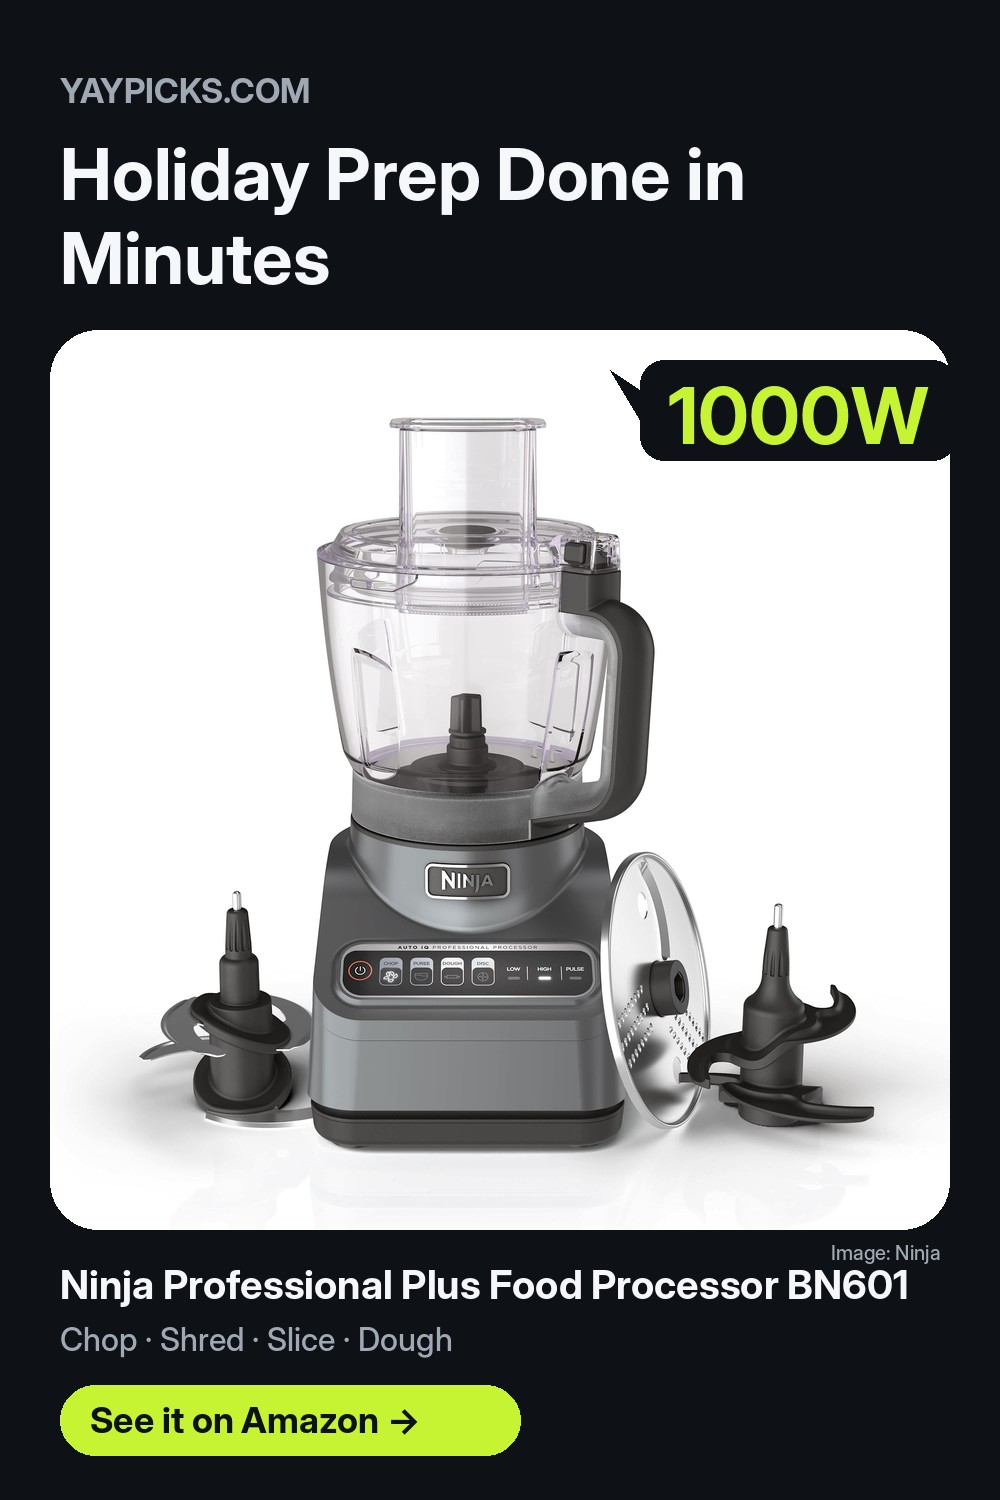 YAYPICKS.COM
Holiday Prep Done in
Minutes
1000W
NINJA
AUTO IQ PROFESSIONAL PROCESSOR
CHOP PUREE DOUGH DISC
LOW HIGH PULSE
Image: Ninja
Ninja Professional Plus Food Processor BN601
Chop · Shred · Slice · Dough
See it on Amazon →